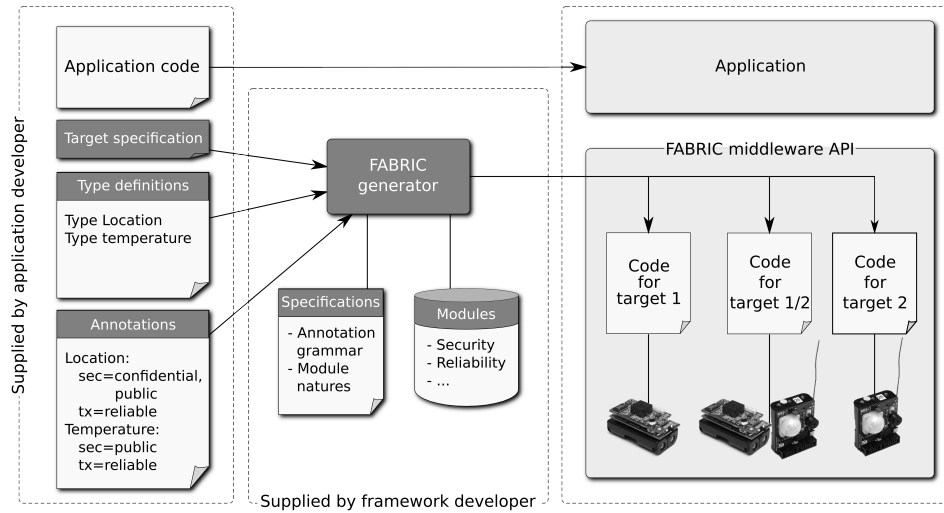 Supplied by application developer
Application code
Target specification
Type definitions
Type Location
Type temperature
Annotations
Location:
sec=confidential,
public
tx=reliable
Temperature:
sec=public
tx=reliable
FABRIC
generator
Specifications
- Annotation
grammar
- Module
natures
Modules
- Security
- Reliability
- ...
Supplied by framework developer
Application
FABRIC middleware API
Code
for
target 1
Code
for
target 1/2
Code
for
target 2